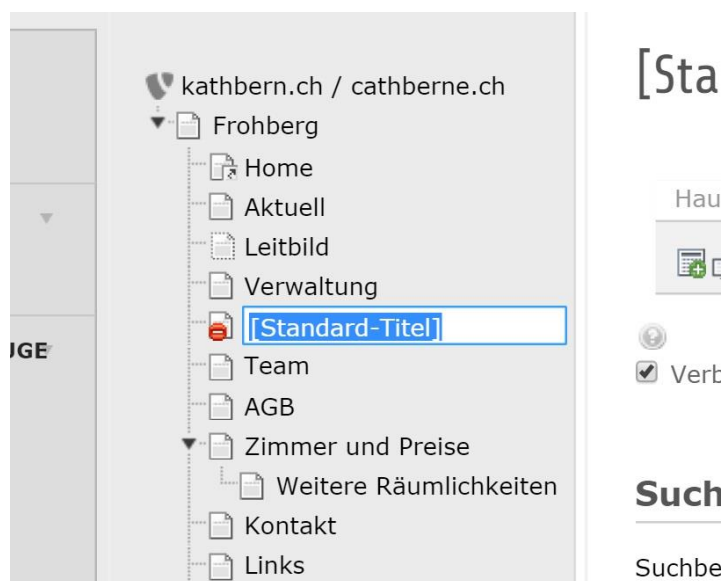 kathbern.ch / cathberne.ch
Frohberg
Home
Aktuell
Leitbild
Verwaltung
[Standard-Titel]
Team
AGB
Zimmer und Preise
Weitere Räumlichkeiten
Kontakt
Links
UGE
[Sta
Hau
Verb
Such
Suchbe